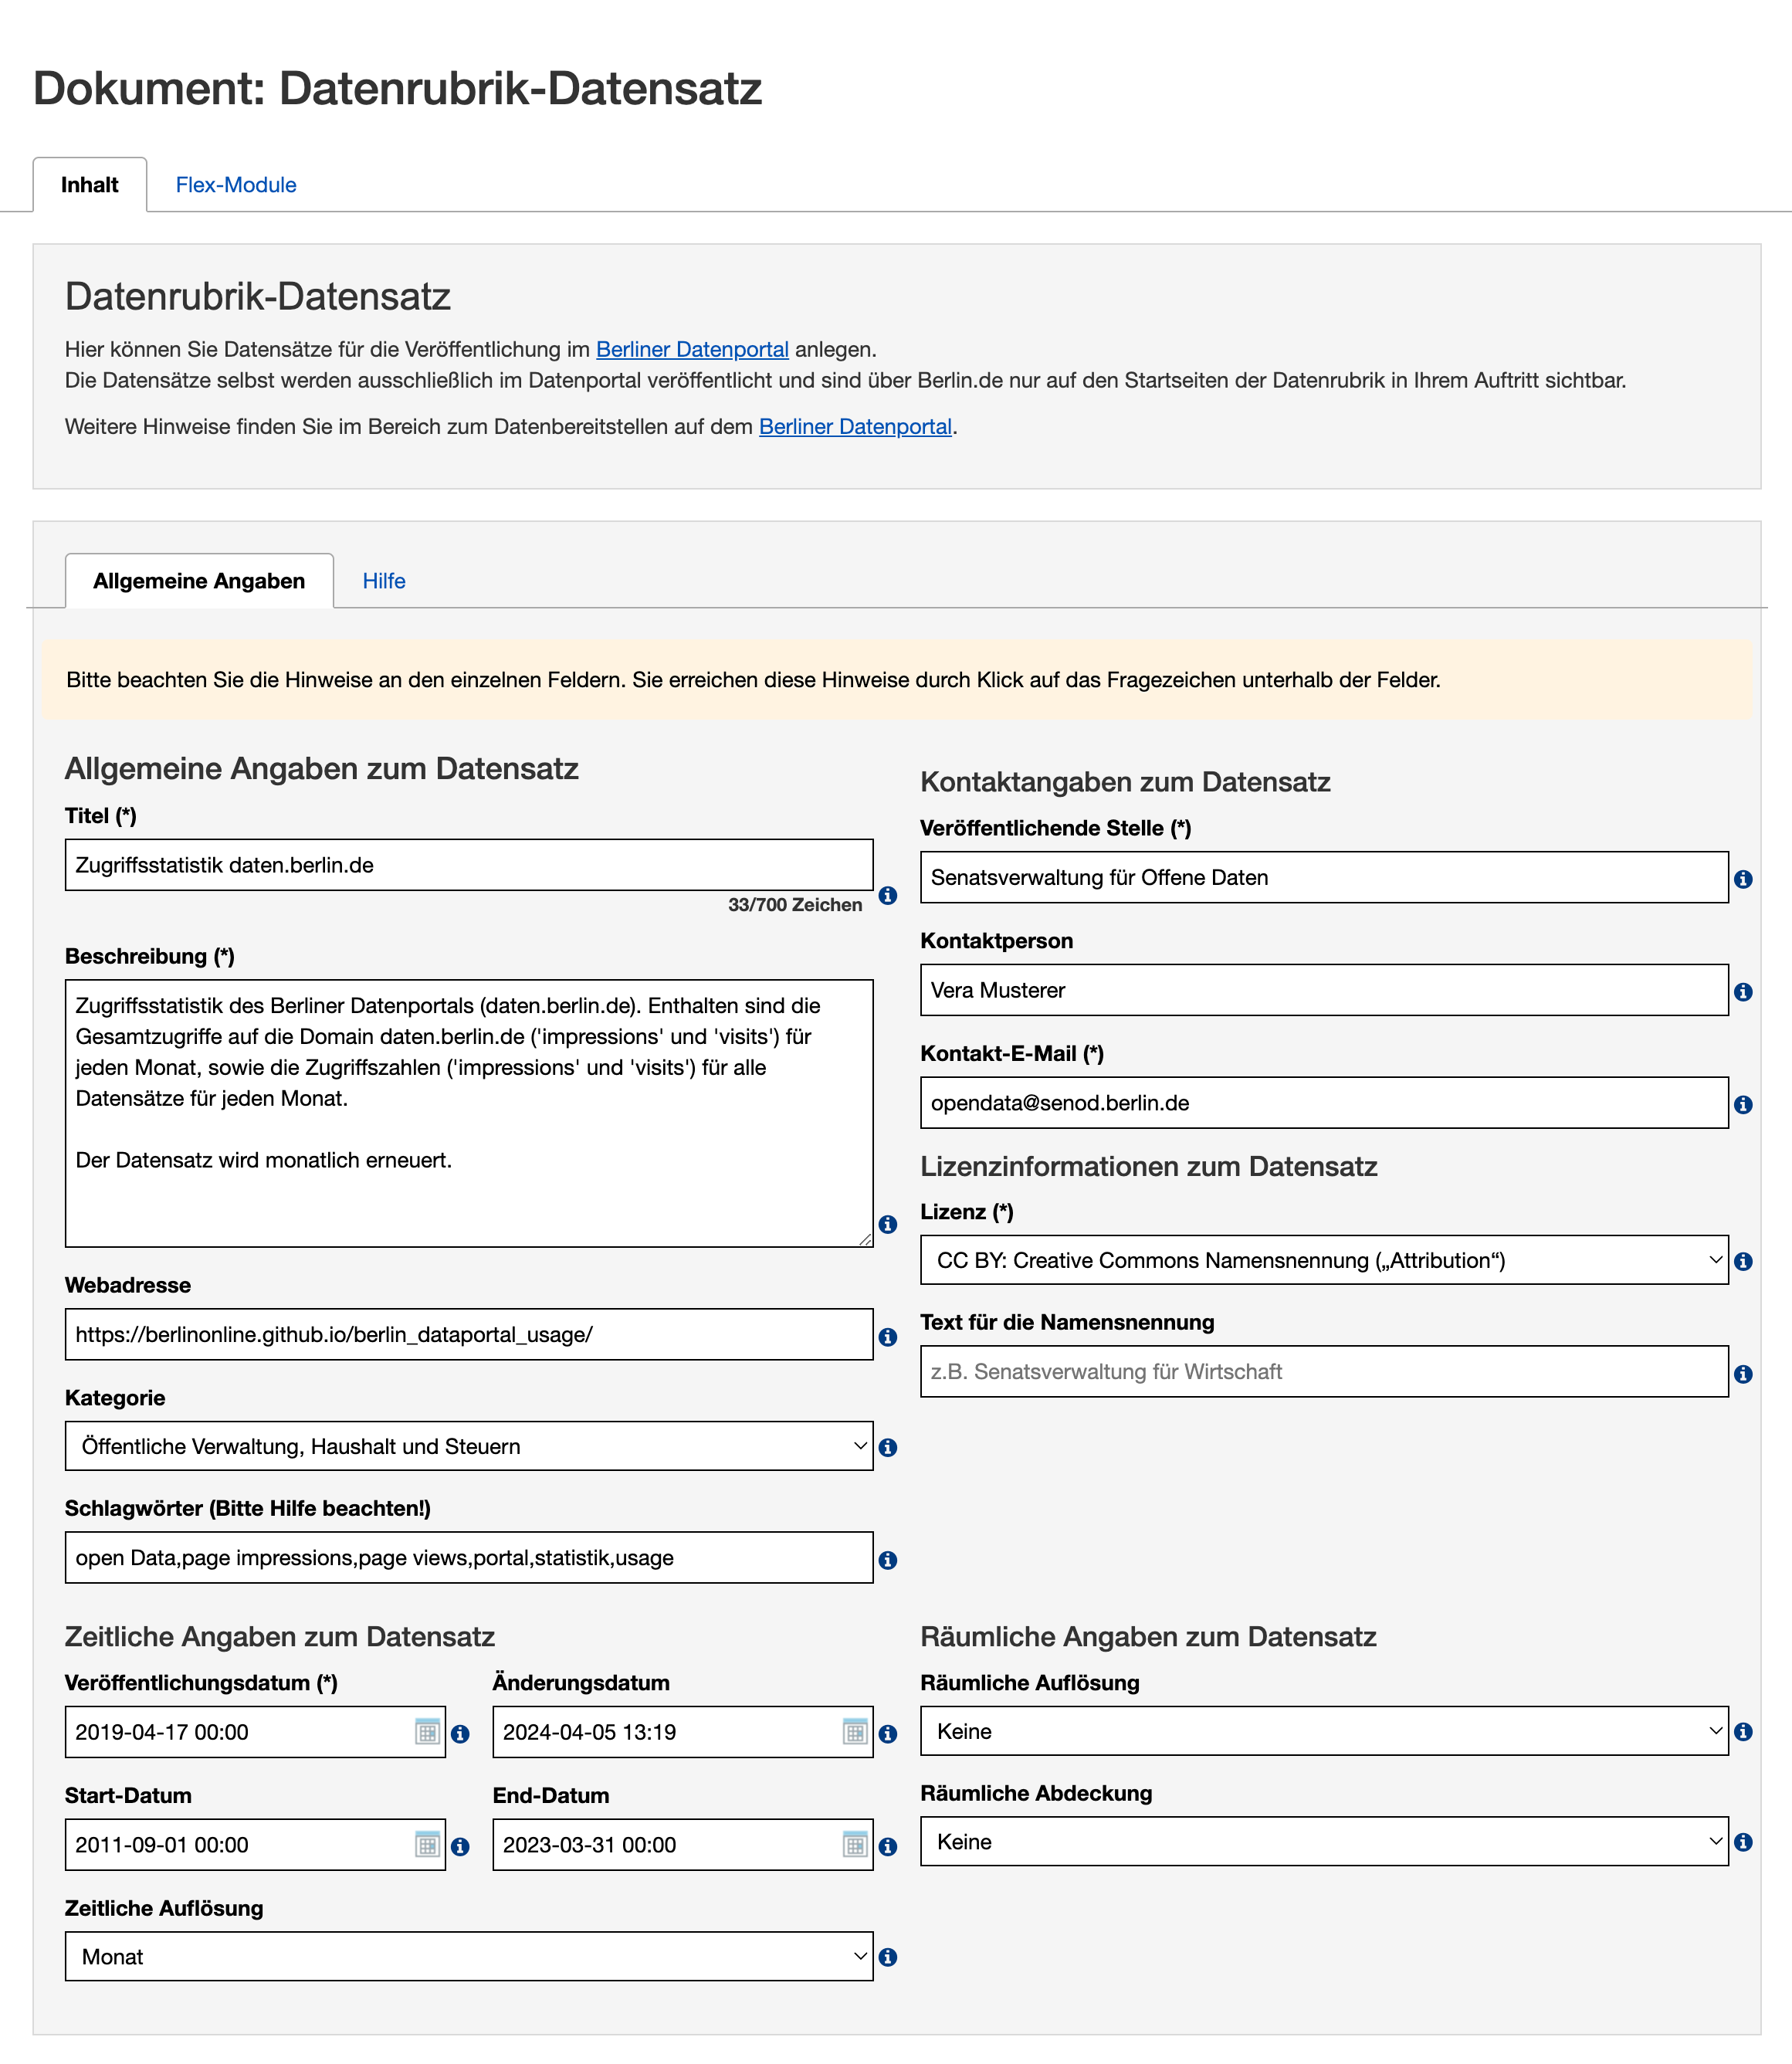 Dokument: Datenrubrik-Datensatz
Inhalt
Flex-Module
Datenrubrik-Datensatz
Hier können Sie Datensätze für die Veröffentlichung im Berliner Datenportal anlegen.
Die Datensätze selbst werden ausschließlich im Datenportal veröffentlicht und sind über Berlin.de nur auf den Startseiten der Datenrubrik in Ihrem Auftritt sichtbar.
Weitere Hinweise finden Sie im Bereich zum Datenbereitstellen auf dem Berliner Datenportal.
Allgemeine Angaben
Hilfe
Bitte beachten Sie die Hinweise an den einzelnen Feldern. Sie erreichen diese Hinweise durch Klick auf das Fragezeichen unterhalb der Felder.
Allgemeine Angaben zum Datensatz
Titel (*)
Zugriffsstatistik daten.berlin.de
33/700 Zeichen
Beschreibung (*)
Zugriffsstatistik des Berliner Datenportals (daten.berlin.de). Enthalten sind die
Gesamtzugriffe auf die Domain daten.berlin.de ('impressions' und 'visits') für
jeden Monat, sowie die Zugriffszahlen ('impressions' und 'visits') für alle
Datensätze für jeden Monat.
Der Datensatz wird monatlich erneuert.
Webadresse
https://berlinonline.github.io/berlin_dataportal_usage/
Kategorie
Öffentliche Verwaltung, Haushalt und Steuern
Schlagwörter (Bitte Hilfe beachten!)
open Data,page impressions,page views,portal,statistik,usage
Kontaktangaben zum Datensatz
Veröffentlichende Stelle (*)
Senatsverwaltung für Offene Daten
Kontaktperson
Vera Musterer
Kontakt-E-Mail (*)
opendata@senod.berlin.de
Lizenzinformationen zum Datensatz
Lizenz (*)
CC BY: Creative Commons Namensnennung („Attribution“)
Text für die Namensnennung
z.B. Senatsverwaltung für Wirtschaft
Zeitliche Angaben zum Datensatz
Veröffentlichungsdatum (*)
2019-04-17 00:00
Änderungsdatum
2024-04-05 13:19
Start-Datum
2011-09-01 00:00
End-Datum
2023-03-31 00:00
Zeitliche Auflösung
Monat
Räumliche Angaben zum Datensatz
Räumliche Auflösung
Keine
Räumliche Abdeckung
Keine